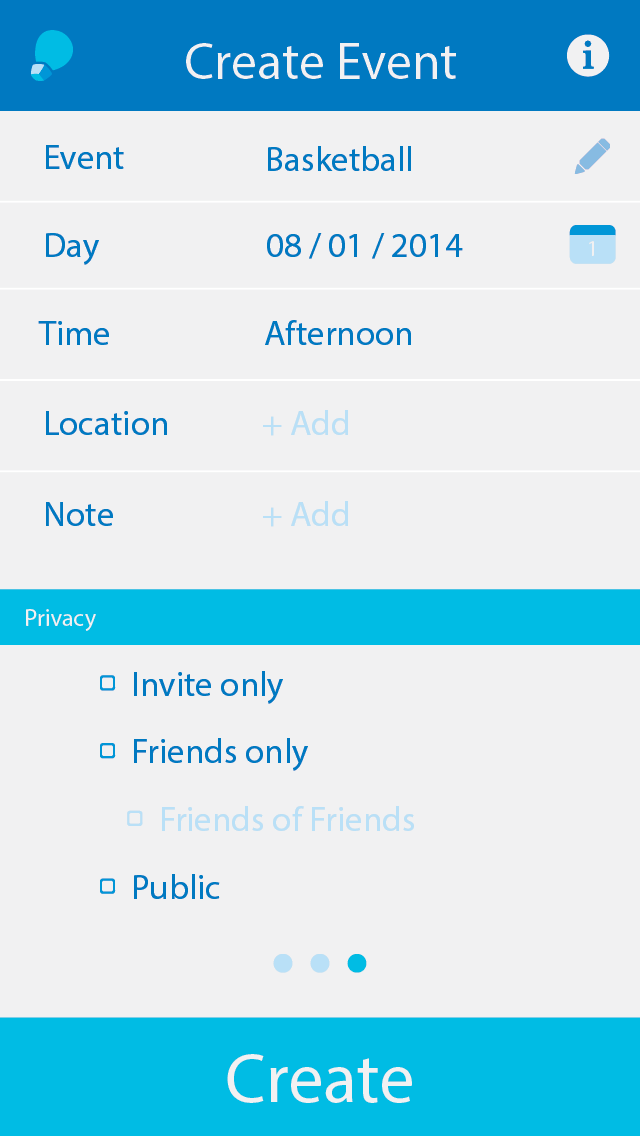 Create Event
Event Basketball
Day 08 / 01 / 2014
1
Time Afternoon
Location + Add
Note + Add
Privacy
Invite only
Friends only
Friends of Friends
Public
Create